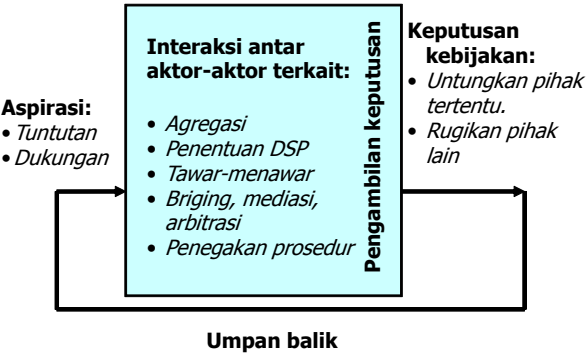 Aspirasi:
• Tuntutan
• Dukungan
Interaksi antar
aktor-aktor terkait:
• Agregasi
• Penentuan DSP
• Tawar-menawar
• Briging, mediasi,
arbitrasi
• Penegakan prosedur
Pengambilan keputusan
Keputusan
kebijakan:
• Untungkan pihak
tertentu.
• Rugikan pihak
lain
Umpan balik